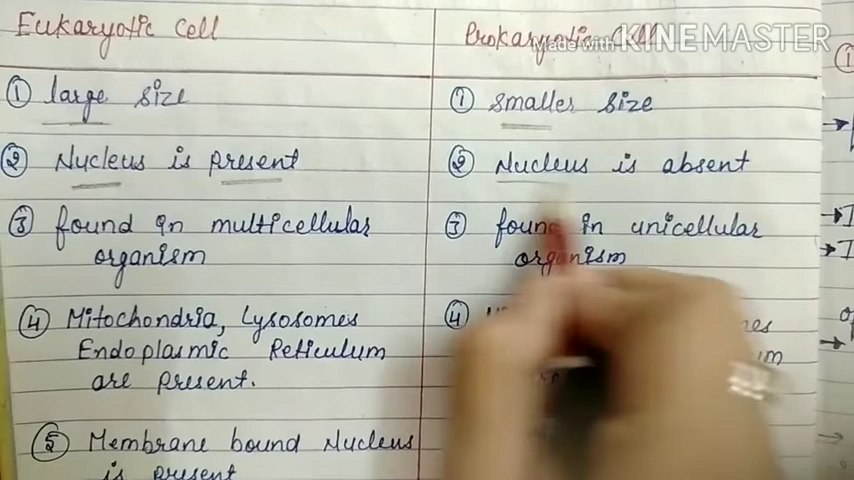 Eukaryotic Cell
① large size
② Nucleus is present
③ found in multicellular
organism
④ Mitochondria, Lysosomes
Endoplasmic Reticulum
are present.
⑤ Membrane bound Nucleus
is present
Prokaryotic Cell
Made with KINEMASTER
① smaller size
② Nucleus is absent
③ found in unicellular
organism
④